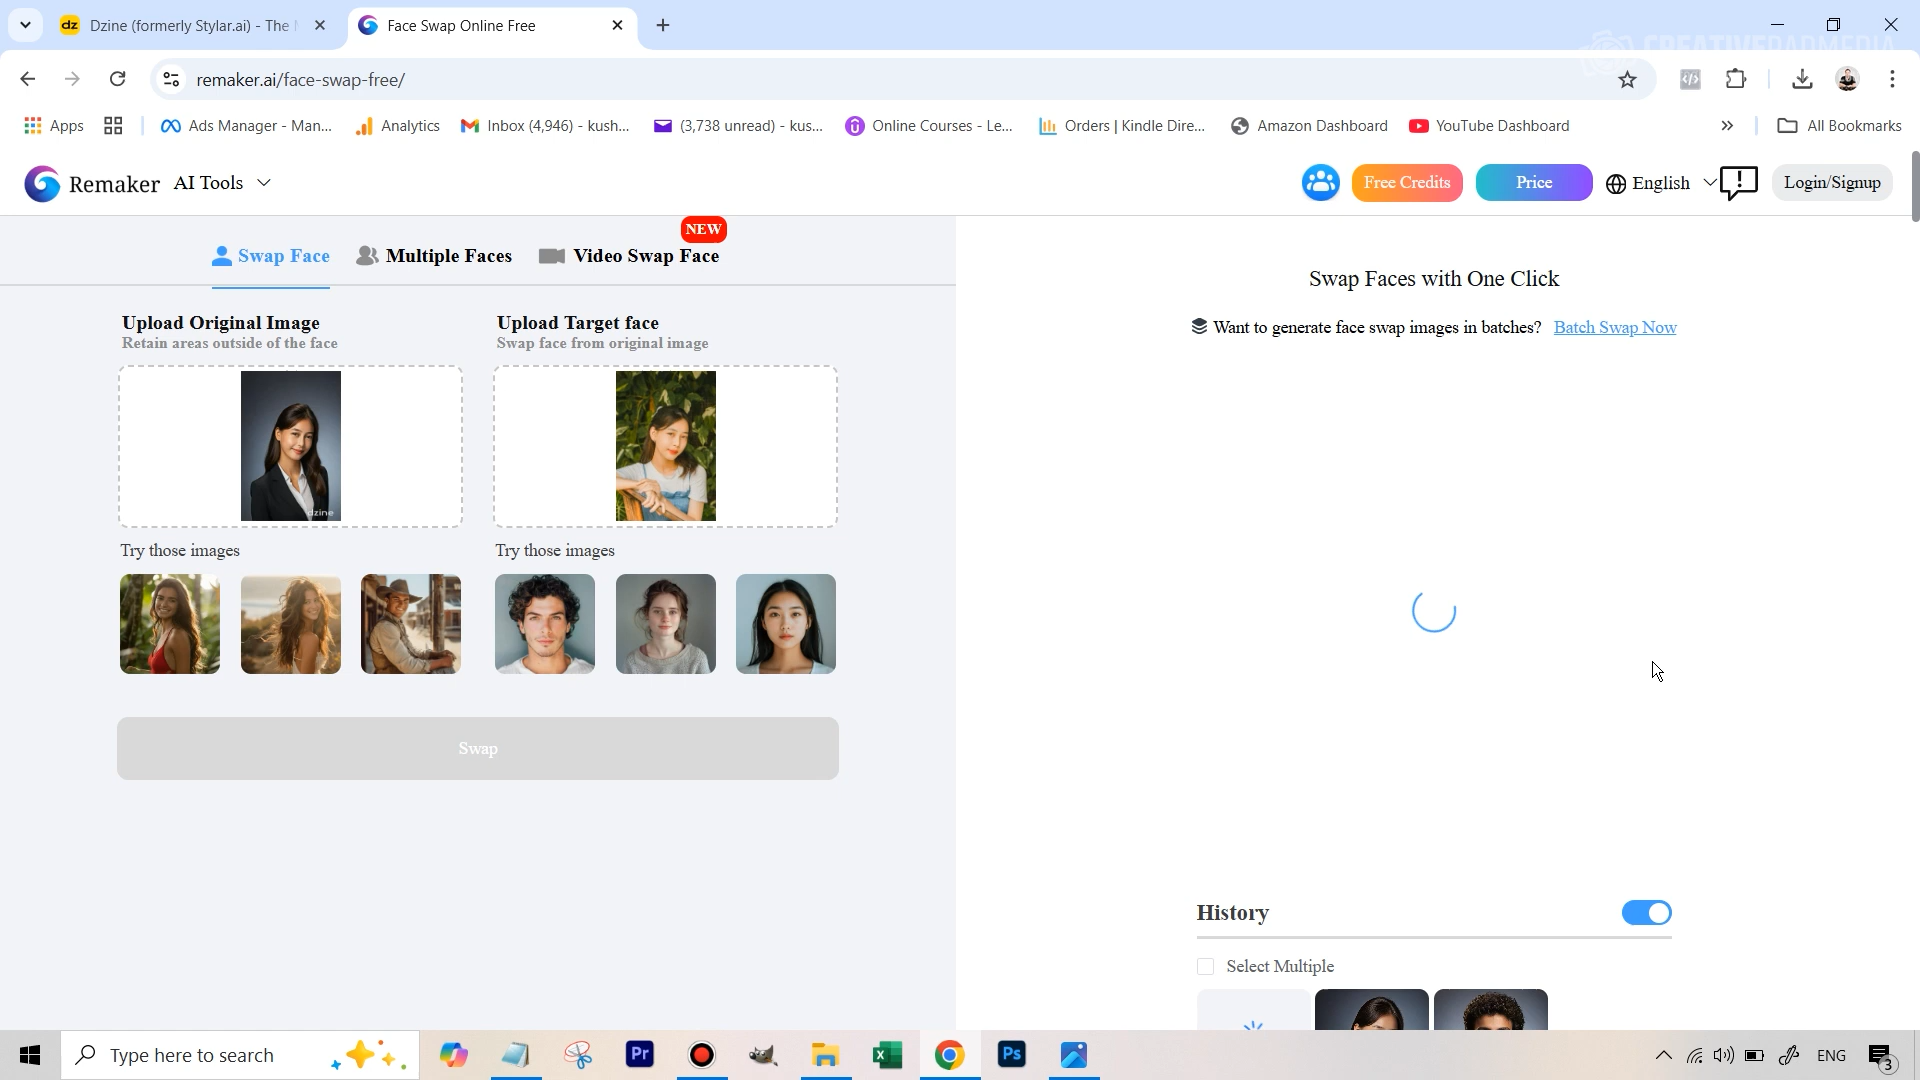 Dzine (formerly Stylar.ai) - The
Face Swap Online Free
CREATIVEPADMEDIA
remaker.ai/face-swap-free/
Apps
Ads Manager - Man...
Analytics
Inbox (4,946) - kush...
(3,738 unread) - kus...
Online Courses - Le...
Orders | Kindle Dire...
Amazon Dashboard
YouTube Dashboard
All Bookmarks
Remaker
AI Tools
Free Credits
Price
English
Login/Signup
NEW
Swap Face
Multiple Faces
Video Swap Face
Swap Faces with One Click
Want to generate face swap images in batches? Batch Swap Now
Upload Original Image
Retain areas outside of the face
Upload Target face
Swap face from original image
dzine
Try those images
Try those images
Swap
History
Select Multiple
Type here to search
Pr
Ps
ENG
3